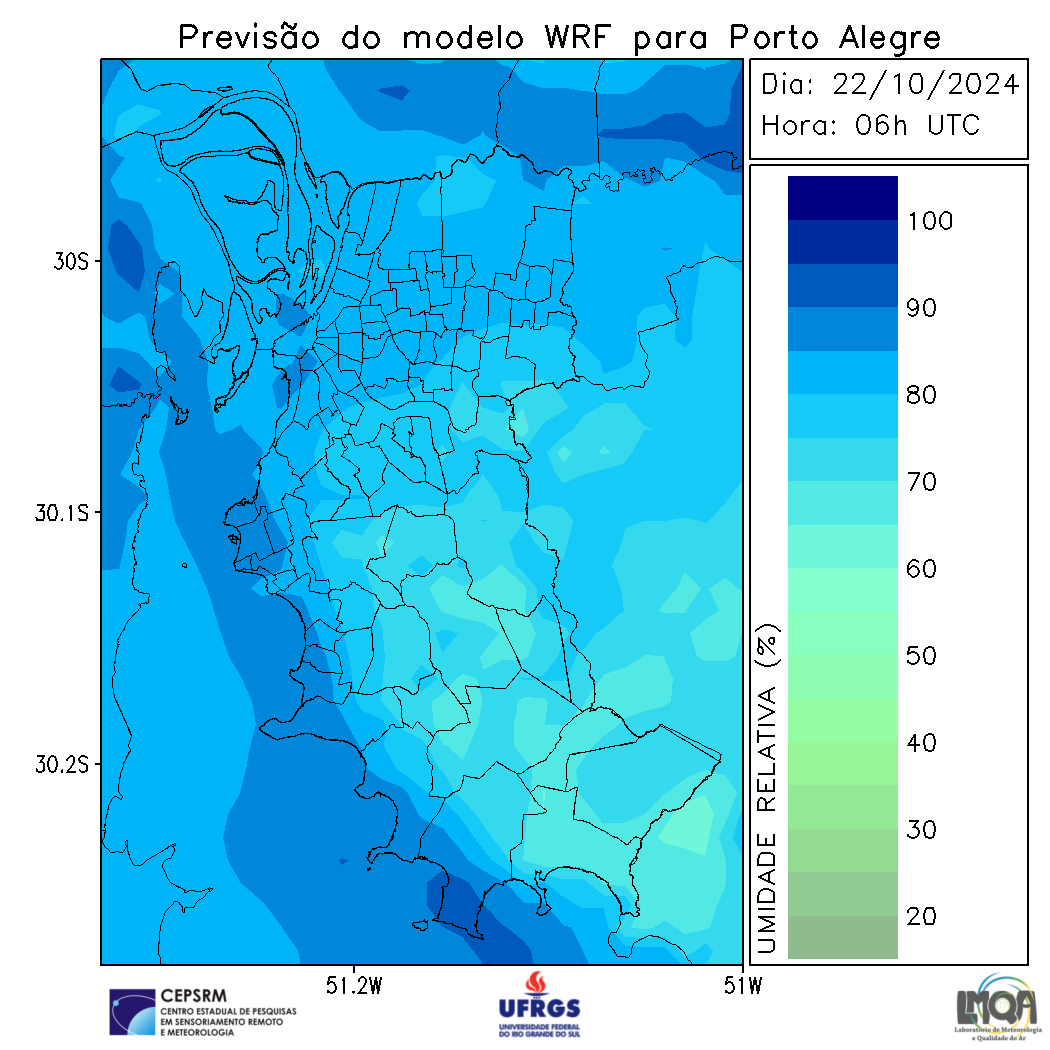 Previsão do modelo WRF para Porto Alegre
Dia: 22/10/2024
Hora: 06h UTC
30S
30.1S
30.2S
51.2W
51W
100
90
80
70
60
50
40
30
20
UMIDADE RELATIVA (%)
CEPSRM
CENTRO ESTADUAL DE PESQUISAS
EM SENSORIAMENTO REMOTO
E METEOROLOGIA
UFRGS
UNIVERSIDADE FEDERAL
DO RIO GRANDE DO SUL
LMQA
Laboratório de Meteorologia
e Qualidade do Ar